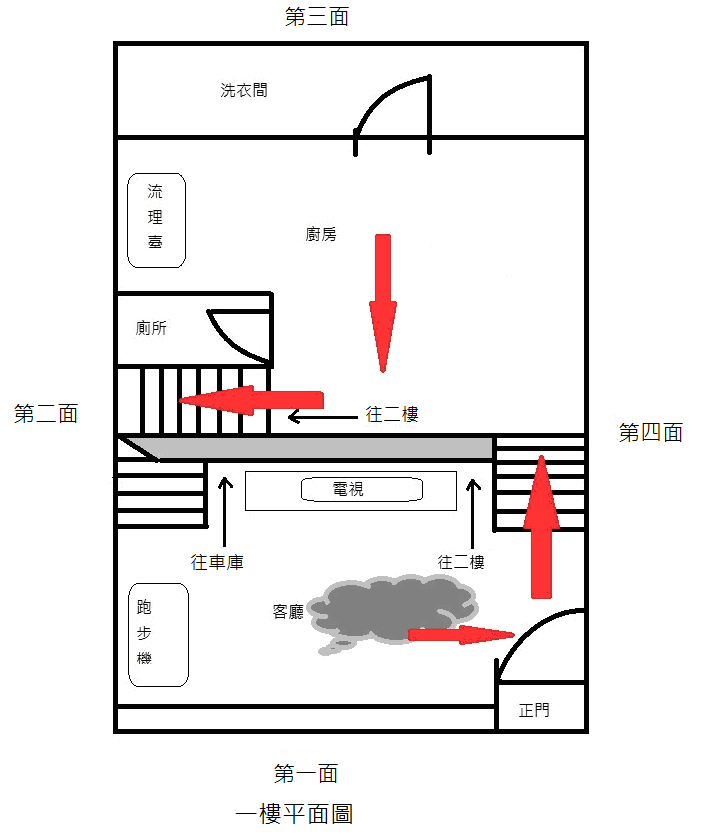 第三面
洗衣間
流理臺
廚房
廁所
往二樓
第二面
第四面
電視
往車庫
往二樓
客廳
跑步機
正門
第一面
一樓平面圖